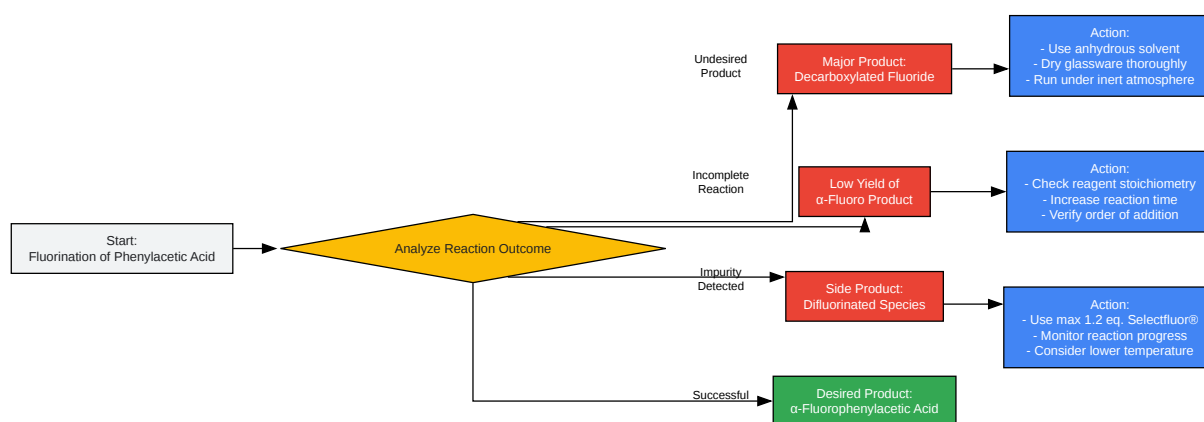 Start:
Fluorination of Phenylacetic Acid
Analyze Reaction Outcome
Undesired
Product
Major Product:
Decarboxylated Fluoride
Action:
- Use anhydrous solvent
- Dry glassware thoroughly
- Run under inert atmosphere
Incomplete
Reaction
Low Yield of
α-Fluoro Product
Action:
- Check reagent stoichiometry
- Increase reaction time
- Verify order of addition
Impurity
Detected
Side Product:
Difluorinated Species
Action:
- Use max 1.2 eq. Selectfluor®
- Monitor reaction progress
- Consider lower temperature
Successful
Desired Product:
α-Fluorophenylacetic Acid